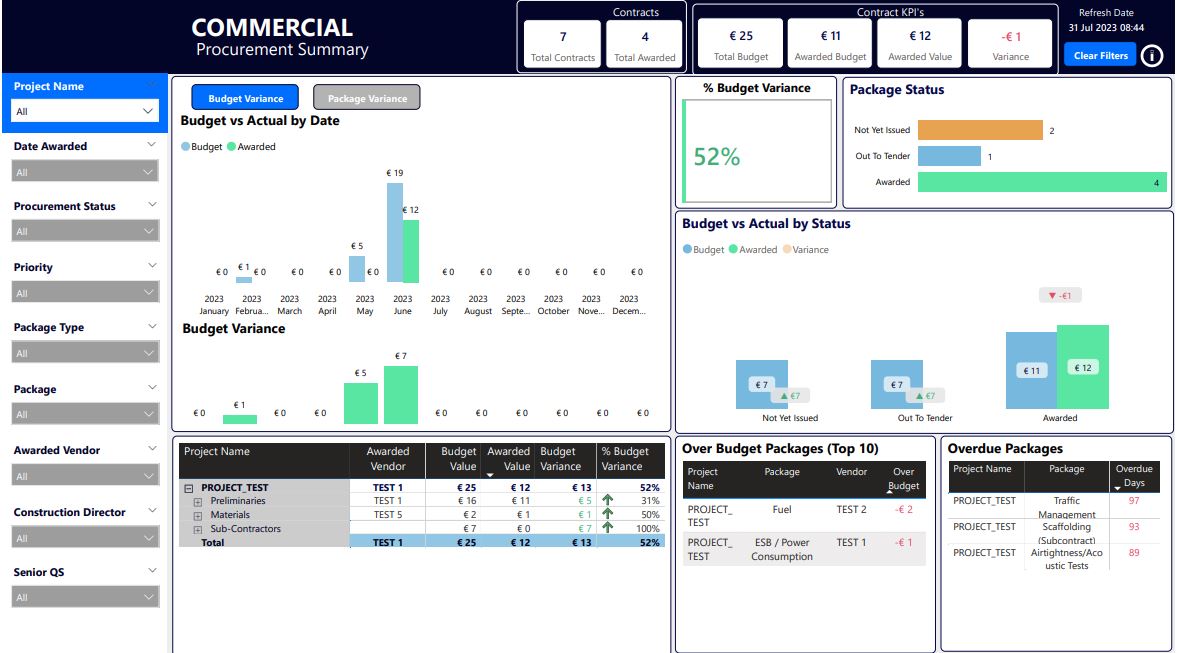 COMMERCIAL
Procurement Summary
Contracts
7
Total Contracts
4
Total Awarded
Contract KPI's
€ 25
Total Budget
€ 11
Awarded Budget
€ 12
Awarded Value
-€ 1
Variance
Refresh Date
31 Jul 2023 08:44
Clear Filters
i
Project Name
All
Date Awarded
All
Procurement Status
All
Priority
All
Package Type
All
Package
All
Awarded Vendor
All
Construction Director
All
Senior QS
All
Budget Variance
Package Variance
Budget vs Actual by Date
Budget Awarded
€ 19
€ 12
€ 5
€ 0 € 1 € 0 € 0 € 0 € 0 € 0 € 0 € 0 € 0 € 0 € 0
2023 2023 2023 2023 2023 2023 2023 2023 2023 2023 2023 2023
January Februa... March April May June July August Septe... October Nove... Decem...
Budget Variance
€ 7
€ 5
€ 0 € 1 € 0 € 0 € 0 € 0 € 0 € 0 € 0 € 0
% Budget Variance
52%
Package Status
Not Yet Issued 2
Out To Tender 1
Awarded 4
Budget vs Actual by Status
Budget Awarded Variance
▼ -€1
€ 11 € 12
€ 7 ▲ €7 € 7 ▲ €7
Not Yet Issued Out To Tender Awarded
Project Name Awarded Budget Awarded Budget % Budget
Vendor Value Value Variance Variance
PROJECT_TEST TEST 1 € 25 € 12 € 13 52%
Preliminaries TEST 1 € 16 € 11 € 5 31%
Materials TEST 5 € 2 € 1 € 1 50%
Sub-Contractors € 7 € 0 € 7 100%
Total TEST 1 € 25 € 12 € 13 52%
Over Budget Packages (Top 10)
Project Package Vendor Over
Name Budget
PROJECT_ Fuel TEST 2 -€ 2
TEST
PROJECT_ ESB / Power TEST 1 -€ 1
TEST Consumption
Overdue Packages
Project Name Package Overdue
Days
PROJECT_TEST Traffic 97
Management
PROJECT_TEST Scaffolding 93
(Subcontract)
PROJECT_TEST Airtightness/Aco 89
ustic Tests